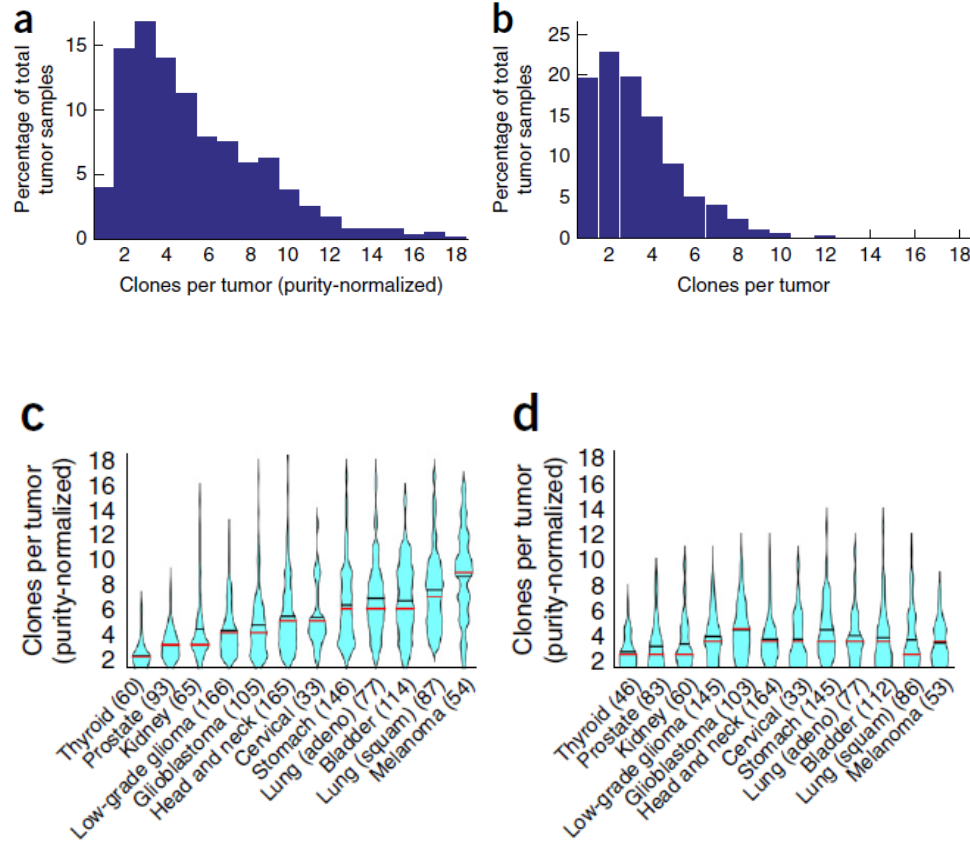 a
Percentage of total
tumor samples
15
10
5
0
2 4 6 8 10 12 14 16 18
Clones per tumor (purity-normalized)
b
Percentage of total
tumor samples
25
20
15
10
5
0
2 4 6 8 10 12 14 16 18
Clones per tumor
c
Clones per tumor
(purity-normalized)
18
16
14
12
10
8
6
4
2
Thyroid (60)
Prostate (93)
Kidney (65)
Low-grade glioma (166)
Glioblastoma (105)
Head and neck (165)
Cervical (33)
Stomach (146)
Lung (adeno) (77)
Bladder (114)
Lung (squam) (87)
Melanoma (54)
d
Clones per tumor
(purity-normalized)
18
16
14
12
10
8
6
4
2
Thyroid (46)
Prostate (83)
Kidney (60)
Low-grade glioma (145)
Glioblastoma (103)
Head and neck (164)
Cervical (33)
Stomach (145)
Lung (adeno) (77)
Bladder (112)
Lung (squam) (86)
Melanoma (53)